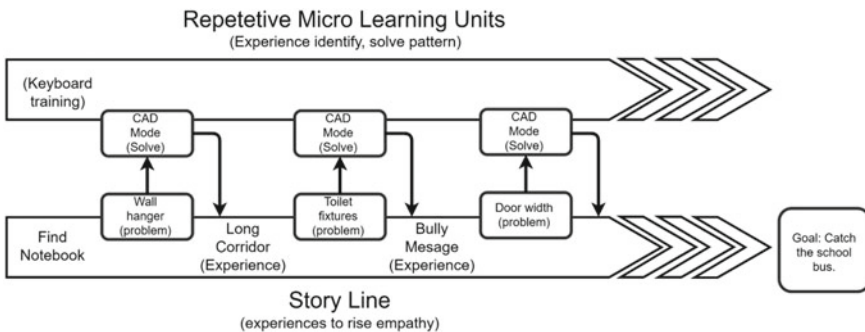 Repetetive Micro Learning Units
(Experience identify, solve pattern)
(Keyboard
training)
CAD
Mode
(Solve)
CAD
Mode
(Solve)
CAD
Mode
(Solve)
Wall
hanger
(problem)
Toilet
fixtures
(problem)
Door width
(problem)
Find
Notebook
Long
Corridor
(Experience)
Bully
Mesage
(Experience)
Goal: Catch
the school
bus.
Story Line
(experiences to rise empathy)